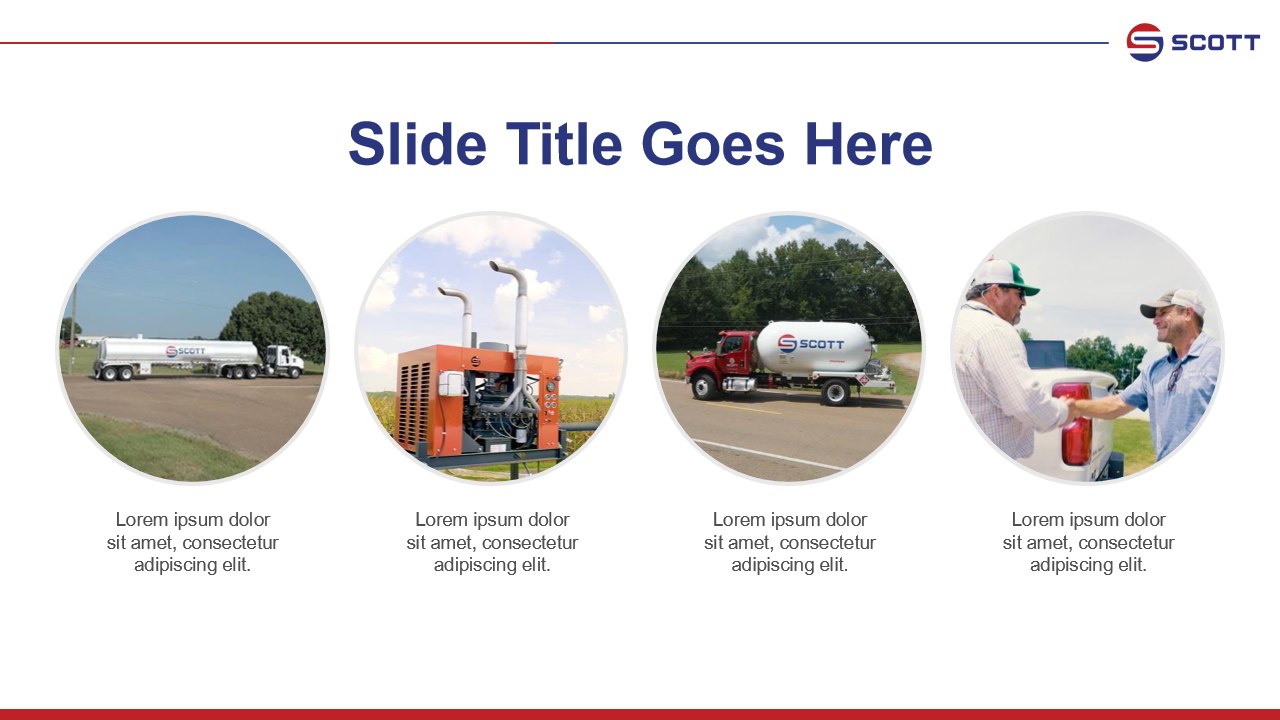 SCOTT
Slide Title Goes Here
SCOTT
SCOTT
Lorem ipsum dolor
sit amet, consectetur
adipiscing elit.
Lorem ipsum dolor
sit amet, consectetur
adipiscing elit.
Lorem ipsum dolor
sit amet, consectetur
adipiscing elit.
Lorem ipsum dolor
sit amet, consectetur
adipiscing elit.